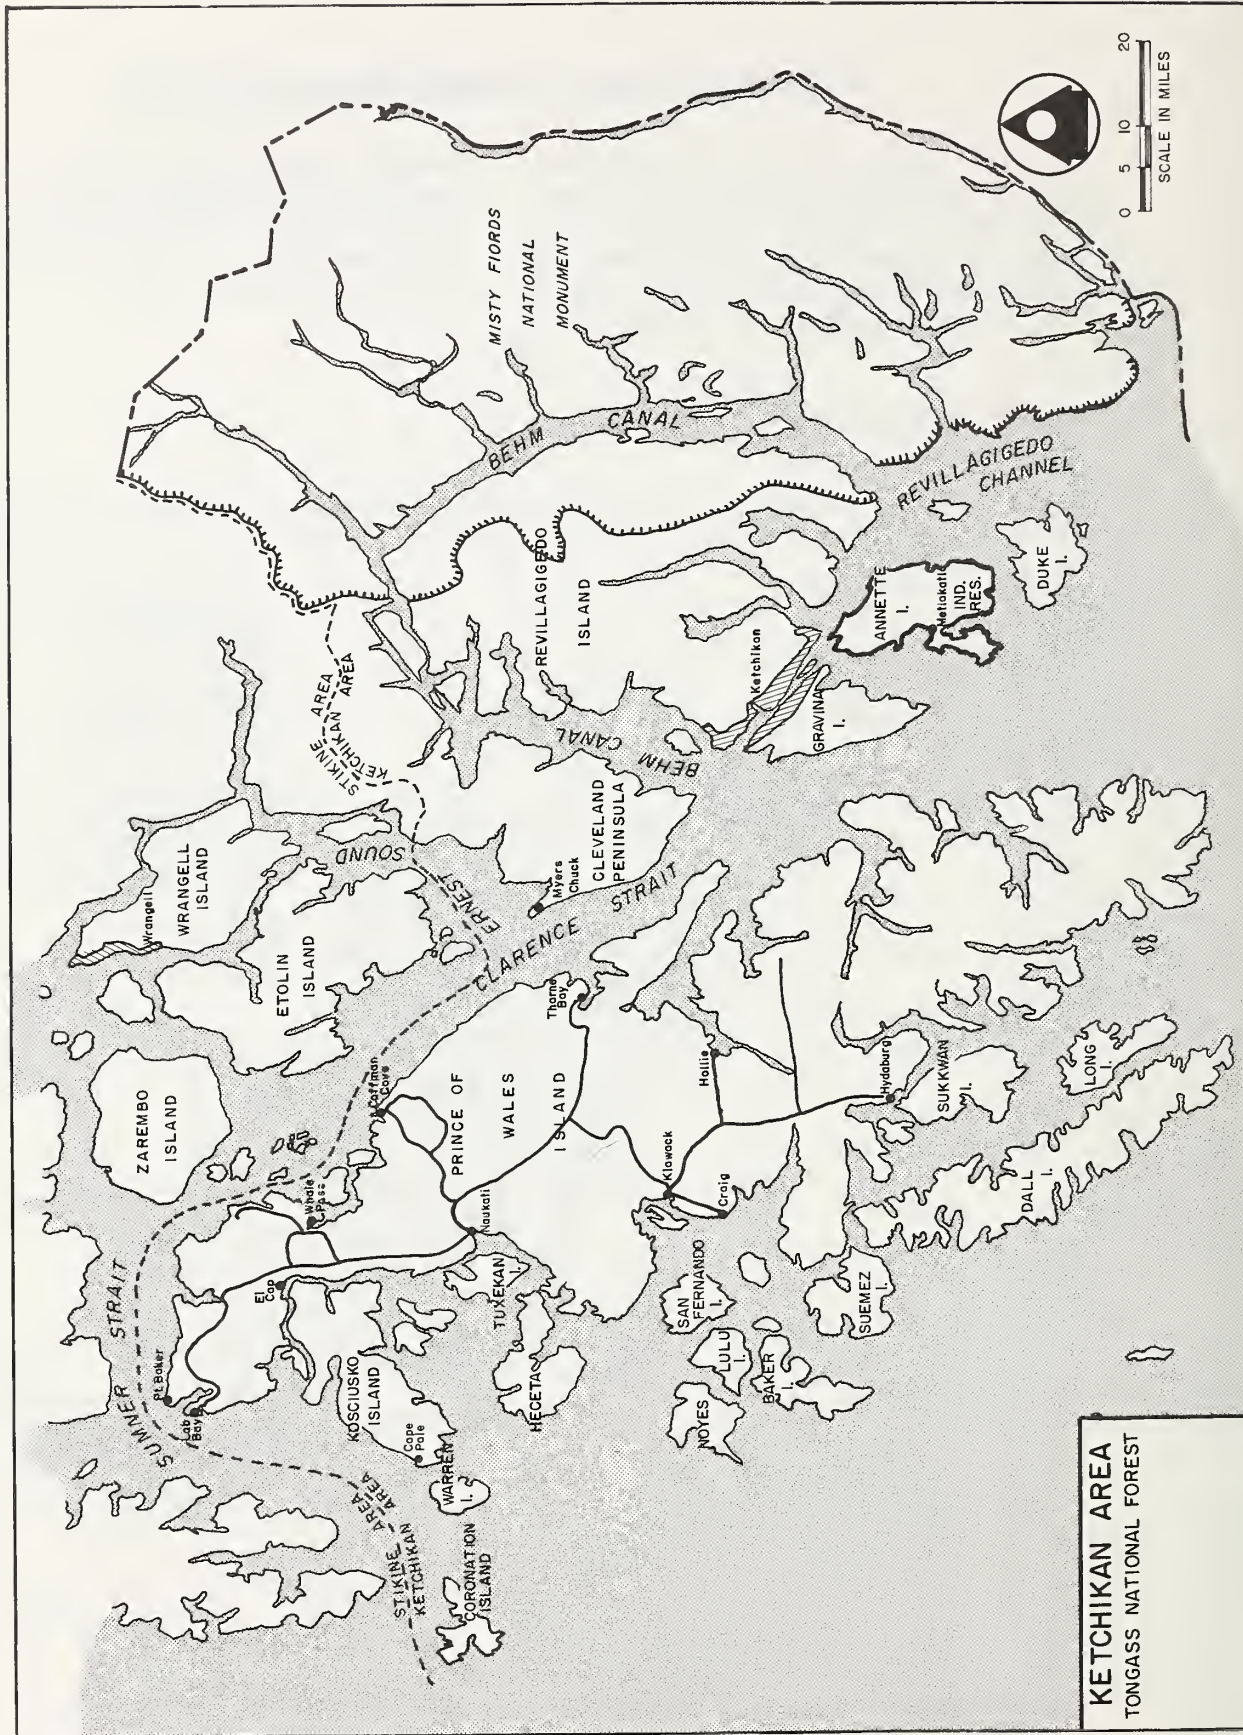 KETCHIKAN AREA
TONGASS NATIONAL FOREST
SUMNER STRAIT
Pt. Baker
Lab
Bay
STIKINE AREA
KETCHIKAN AREA
CORONATION
ISLAND
WARREN
I.
Cape
Pole
KOSCIUSKO
ISLAND
El
Cap
Whale
Pass
ZAREMBO
ISLAND
Coffman
Cove
ETOLIN
ISLAND
Wrangell
WRANGELL
ISLAND
ERNEST SOUND
STIKINE AREA
KETCHIKAN AREA
HECETA
TUXEKAN
I.
Naukati
PRINCE OF
WALES
ISLAND
Thorne
Bay
CLARENCE STRAIT
Myers
Chuck
CLEVELAND
PENINSULA
BEHM CANAL
REVILLAGIGEDO
ISLAND
BEHM CANAL
MISTY FIORDS
NATIONAL
MONUMENT
NOYES
LULU
I.
BAKER
I.
SAN
FERNANDO
I.
SUEMEZ
I.
Craig
Klawock
Hollis
Hydaburg
SUKKWAN
I.
DALL
I.
LONG
I.
Ketchikan
GRAVINA
I.
ANNETTE
I.
Metlakatl
IND.
RES.
DUKE
I.
REVILLAGIGEDO
CHANNEL
0 5 10 20
SCALE IN MILES